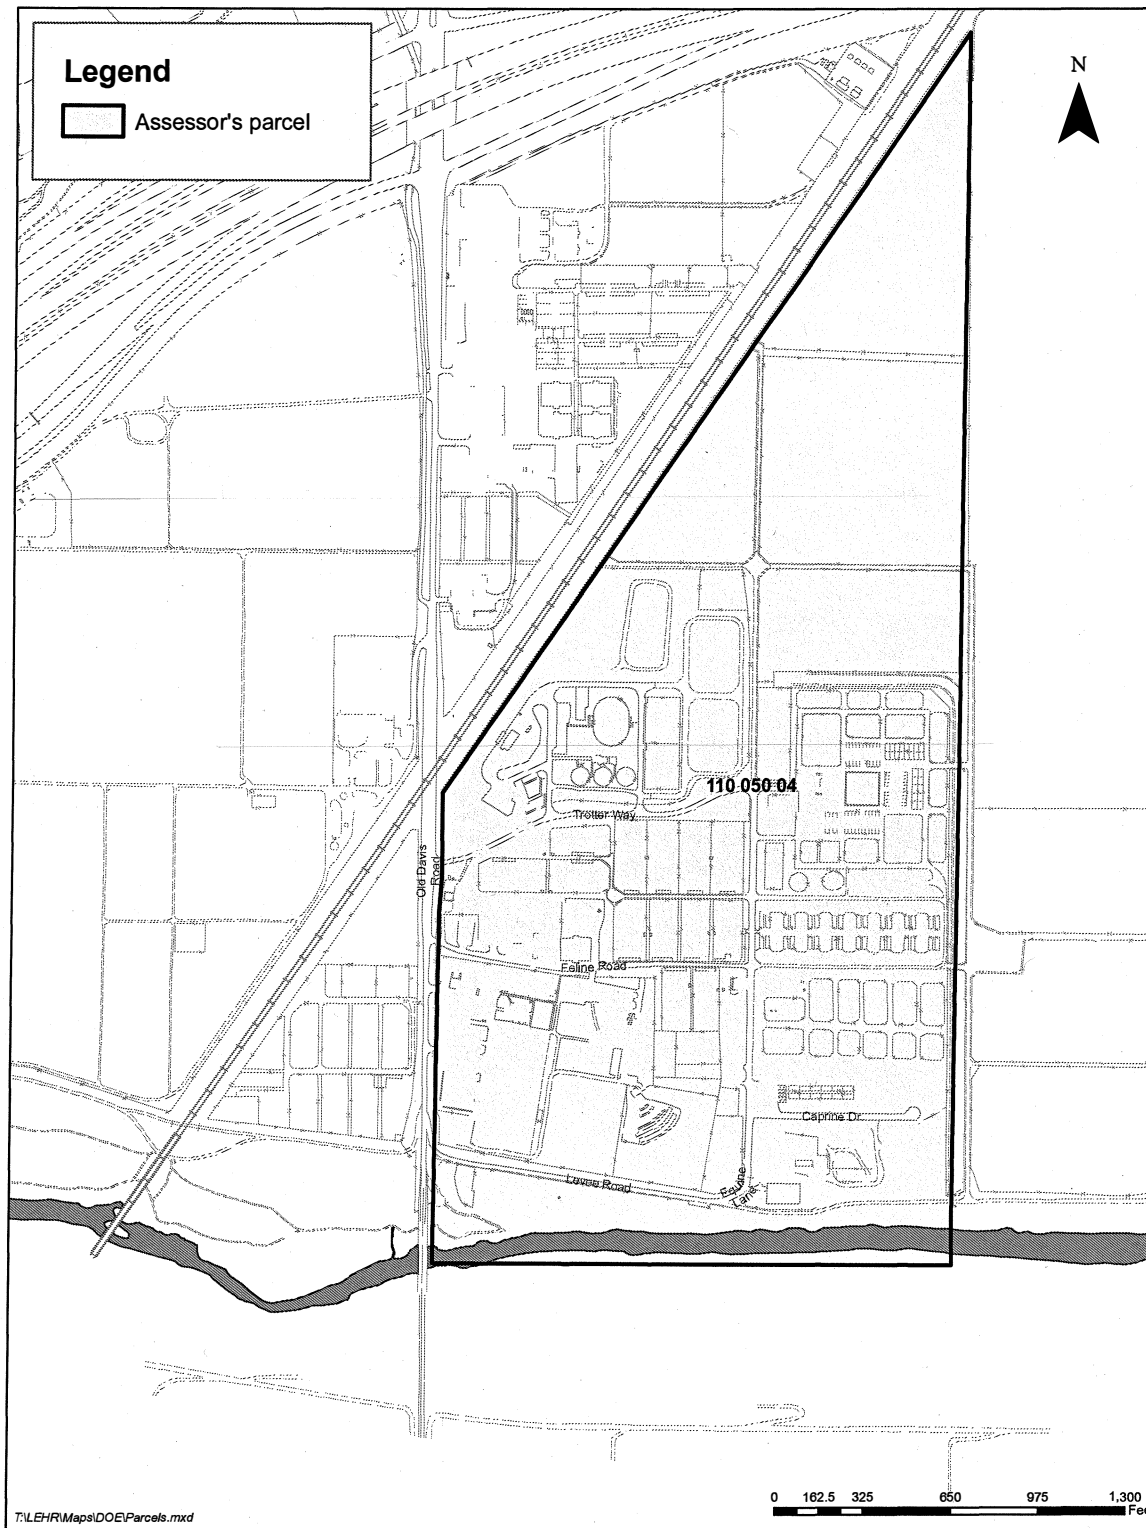 Legend
Assessor's parcel
N
110 050 04
Trotter Way
Old Davis
Road
Feline Road
Caprine Dr
Levee Road
Equine
Lane
0 162.5 325 650 975 1,300
Fee
T:\LEHR\Maps\DOE\Parcels.mxd